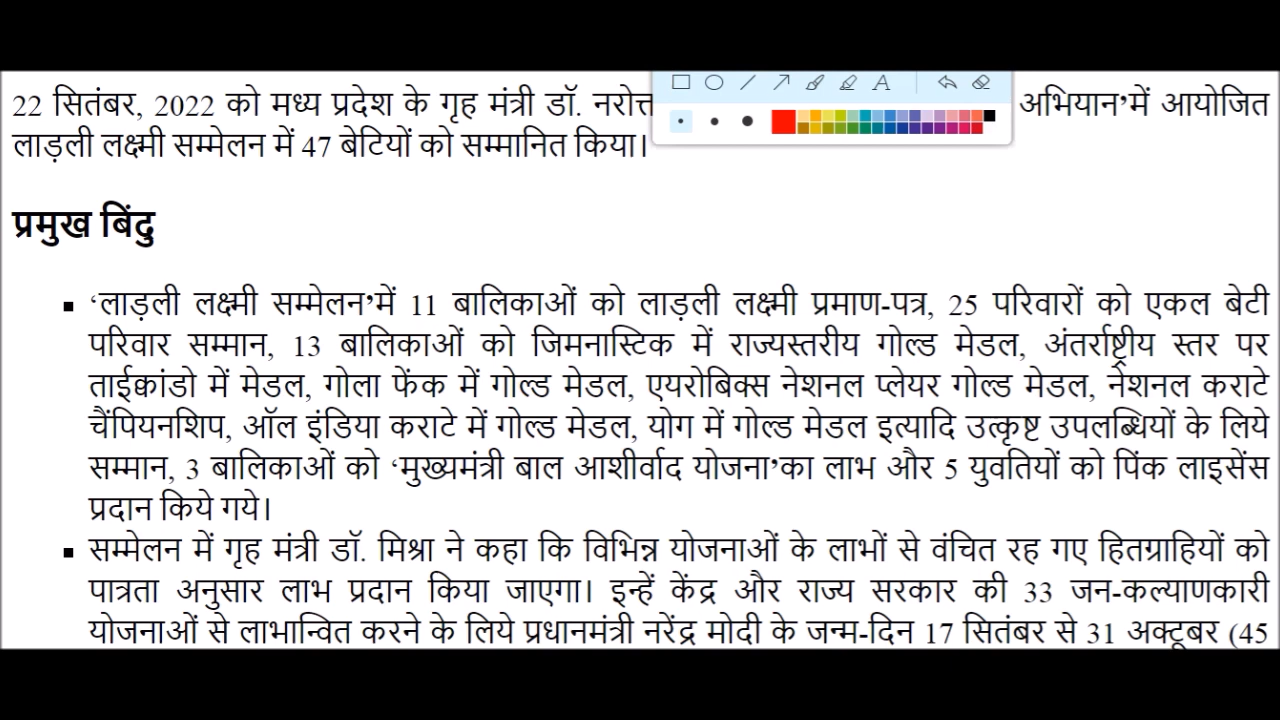 22 सितंबर, 2022 को मध्य प्रदेश के गृह मंत्री डॉ. अभियान’में आयोजित
लाड़ली लक्ष्मी सम्मेलन में 47 बेटियों को सम्मानित किया।
प्रमुख बिंदु
▪ ‘लाड़ली लक्ष्मी सम्मेलन’में 11 बालिकाओं को लाड़ली लक्ष्मी प्रमाण-पत्र, 25 परिवारों को एकल बेटी
परिवार सम्मान, 13 बालिकाओं को जिमनास्टिक में राज्यस्तरीय गोल्ड मेडल, अंतर्राष्ट्रीय स्तर पर
ताईक्वांडो में मेडल, गोला फेंक में गोल्ड मेडल, एयरोबिक्स नेशनल प्लेयर गोल्ड मेडल, नेशनल कराटे
चैंपियनशिप, ऑल इंडिया कराटे में गोल्ड मेडल, योग में गोल्ड मेडल इत्यादि उत्कृष्ट उपलब्धियों के लिये
सम्मान, 3 बालिकाओं को ‘मुख्यमंत्री बाल आशीर्वाद योजना’का लाभ और 5 युवतियों को पिंक लाइसेंस
प्रदान किये गये।
▪ सम्मेलन में गृह मंत्री डॉ. मिश्रा ने कहा कि विभिन्न योजनाओं के लाभों से वंचित रह गए हितग्राहियों को
पात्रता अनुसार लाभ प्रदान किया जाएगा। इन्हें केंद्र और राज्य सरकार की 33 जन-कल्याणकारी
योजनाओं से लाभान्वित करने के लिये प्रधानमंत्री नरेंद्र मोदी के जन्म-दिन 17 सितंबर से 31 अक्टूबर (45